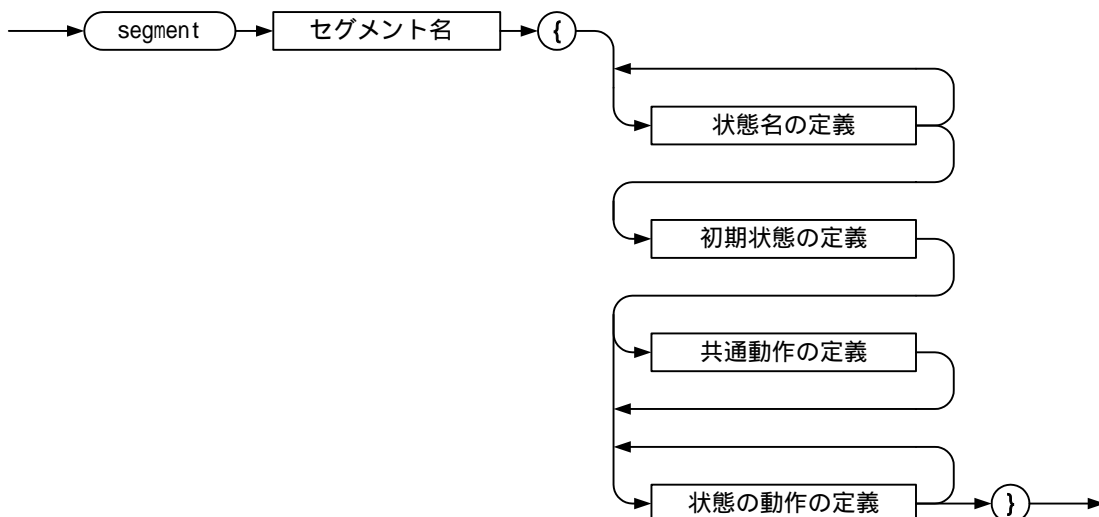 segment セグメント名 {
状態名の定義
初期状態の定義
共通動作の定義
状態の動作の定義 }